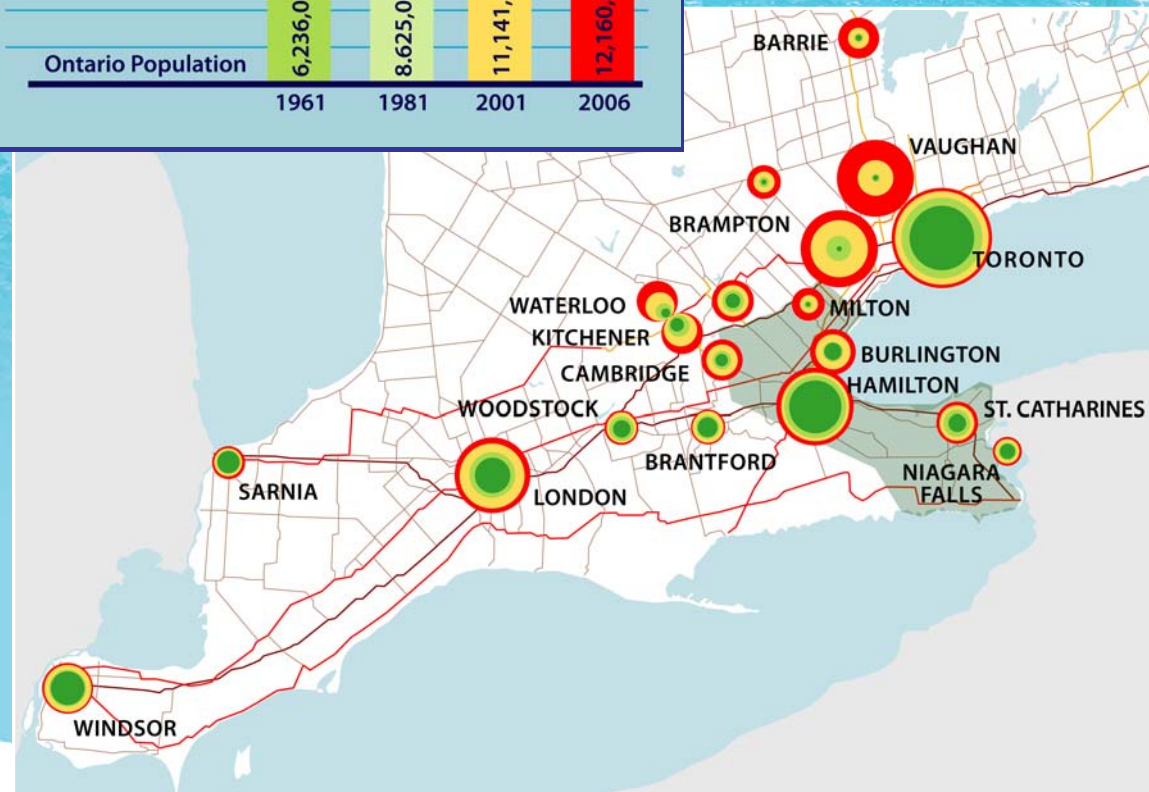 6,236,0
8.625,0
11,141,
12,160,
Ontario Population
1961 1981 2001 2006
BARRIE
VAUGHAN
BRAMPTON
TORONTO
WATERLOO
MILTON
KITCHENER
BURLINGTON
CAMBRIDGE
HAMILTON
WOODSTOCK
ST. CATHARINES
BRANTFORD
NIAGARA
FALLS
SARNIA
LONDON
WINDSOR